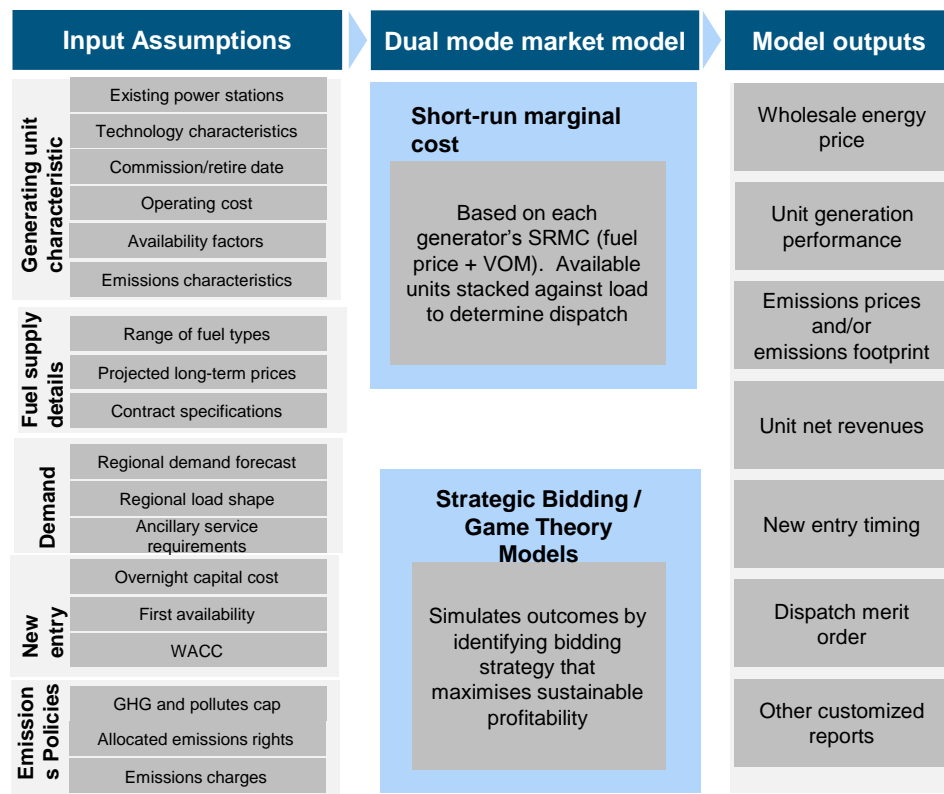 Input Assumptions
Dual mode market model
Model outputs
Generating unit
characteristic
Existing power stations
Technology characteristics
Commission/retire date
Operating cost
Availability factors
Emissions characteristics
Fuel supply
details
Range of fuel types
Projected long-term prices
Contract specifications
Demand
Regional demand forecast
Regional load shape
Ancillary service
requirements
New
entry
Overnight capital cost
First availability
WACC
Emission
s Policies
GHG and pollutes cap
Allocated emissions rights
Emissions charges
Short-run marginal
cost
Based on each
generator's SRMC (fuel
price + VOM).  Available
units stacked against load
to determine dispatch
Strategic Bidding /
Game Theory
Models
Simulates outcomes by
identifying bidding
strategy that
maximises sustainable
profitability
Wholesale energy
price
Unit generation
performance
Emissions prices
and/or
emissions footprint
Unit net revenues
New entry timing
Dispatch merit
order
Other customized
reports